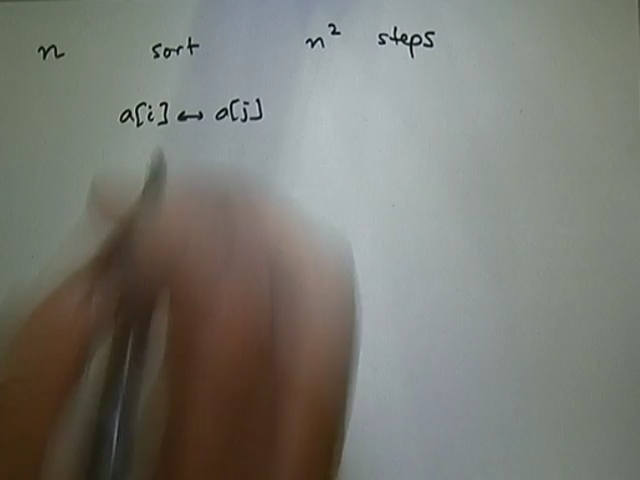 n sort n² steps
a[i] ↔ a[j]